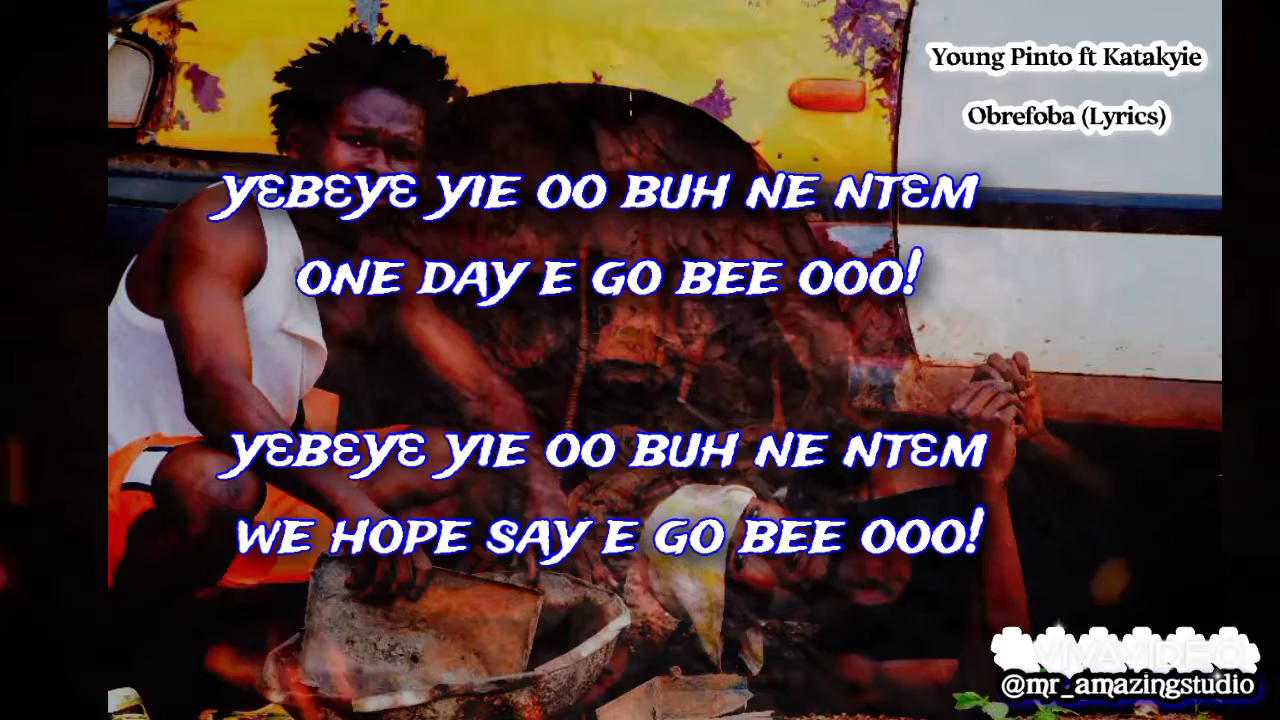 Young Pinto ft Katakyie
Obrefoba (Lyrics)
YƐBƐYƐ YIE OO BUH NE NTƐM
ONE DAY E GO BEE OOO!
YƐBƐYƐ YIE OO BUH NE NTƐM
WE HOPE SAY E GO BEE OOO!
VIVAVIDEO
@mr_amazingstudio